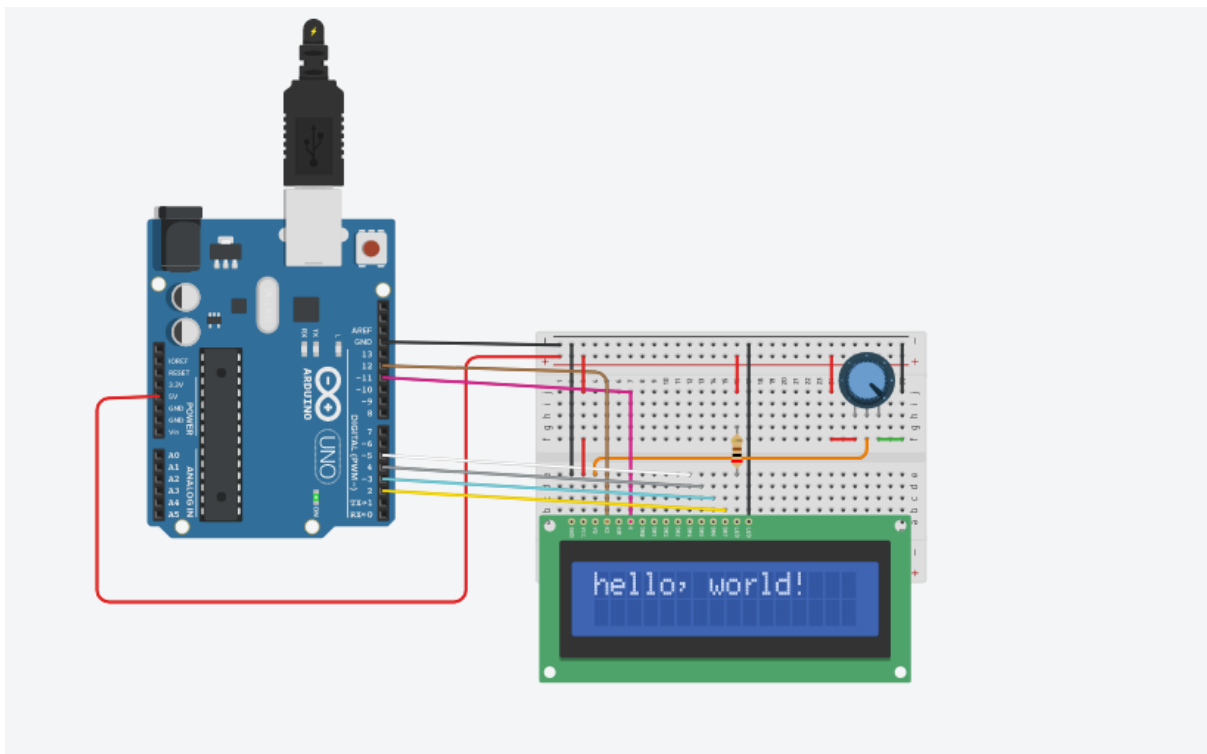 AREF
GND
13
12
~11
~10
~9
8
7
~6
~5
4
~3
2
TX→1
RX←0
DIGITAL (PWM~)
IOREF
RESET
3.3V
5V
GND
GND
Vin
POWER
A0
A1
A2
A3
A4
A5
ANALOG IN
RX
TX
L
ARDUINO
UNO
ON
hello, world!